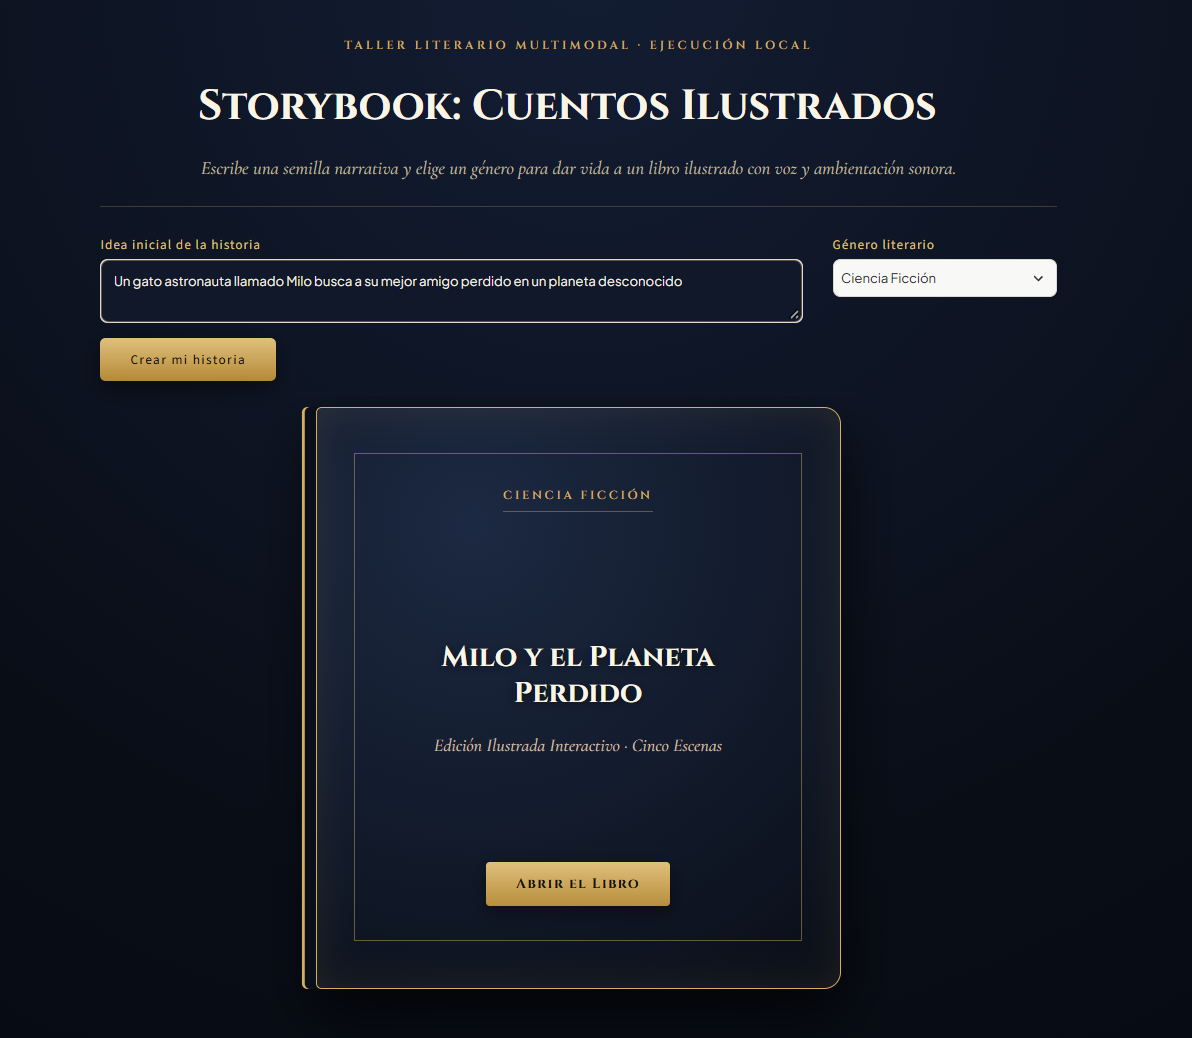 TALLER LITERARIO MULTIMODAL · EJECUCIÓN LOCAL
STORYBOOK: CUENTOS ILUSTRADOS
Escribe una semilla narrativa y elige un género para dar vida a un libro ilustrado con voz y ambientación sonora.
Idea inicial de la historia
Género literario
Un gato astronauta llamado Milo busca a su mejor amigo perdido en un planeta desconocido
Ciencia Ficción
Crear mi historia
CIENCIA FICCIÓN
MILO Y EL PLANETA
PERDIDO
Edición Ilustrada Interactivo · Cinco Escenas
ABRIR EL LIBRO